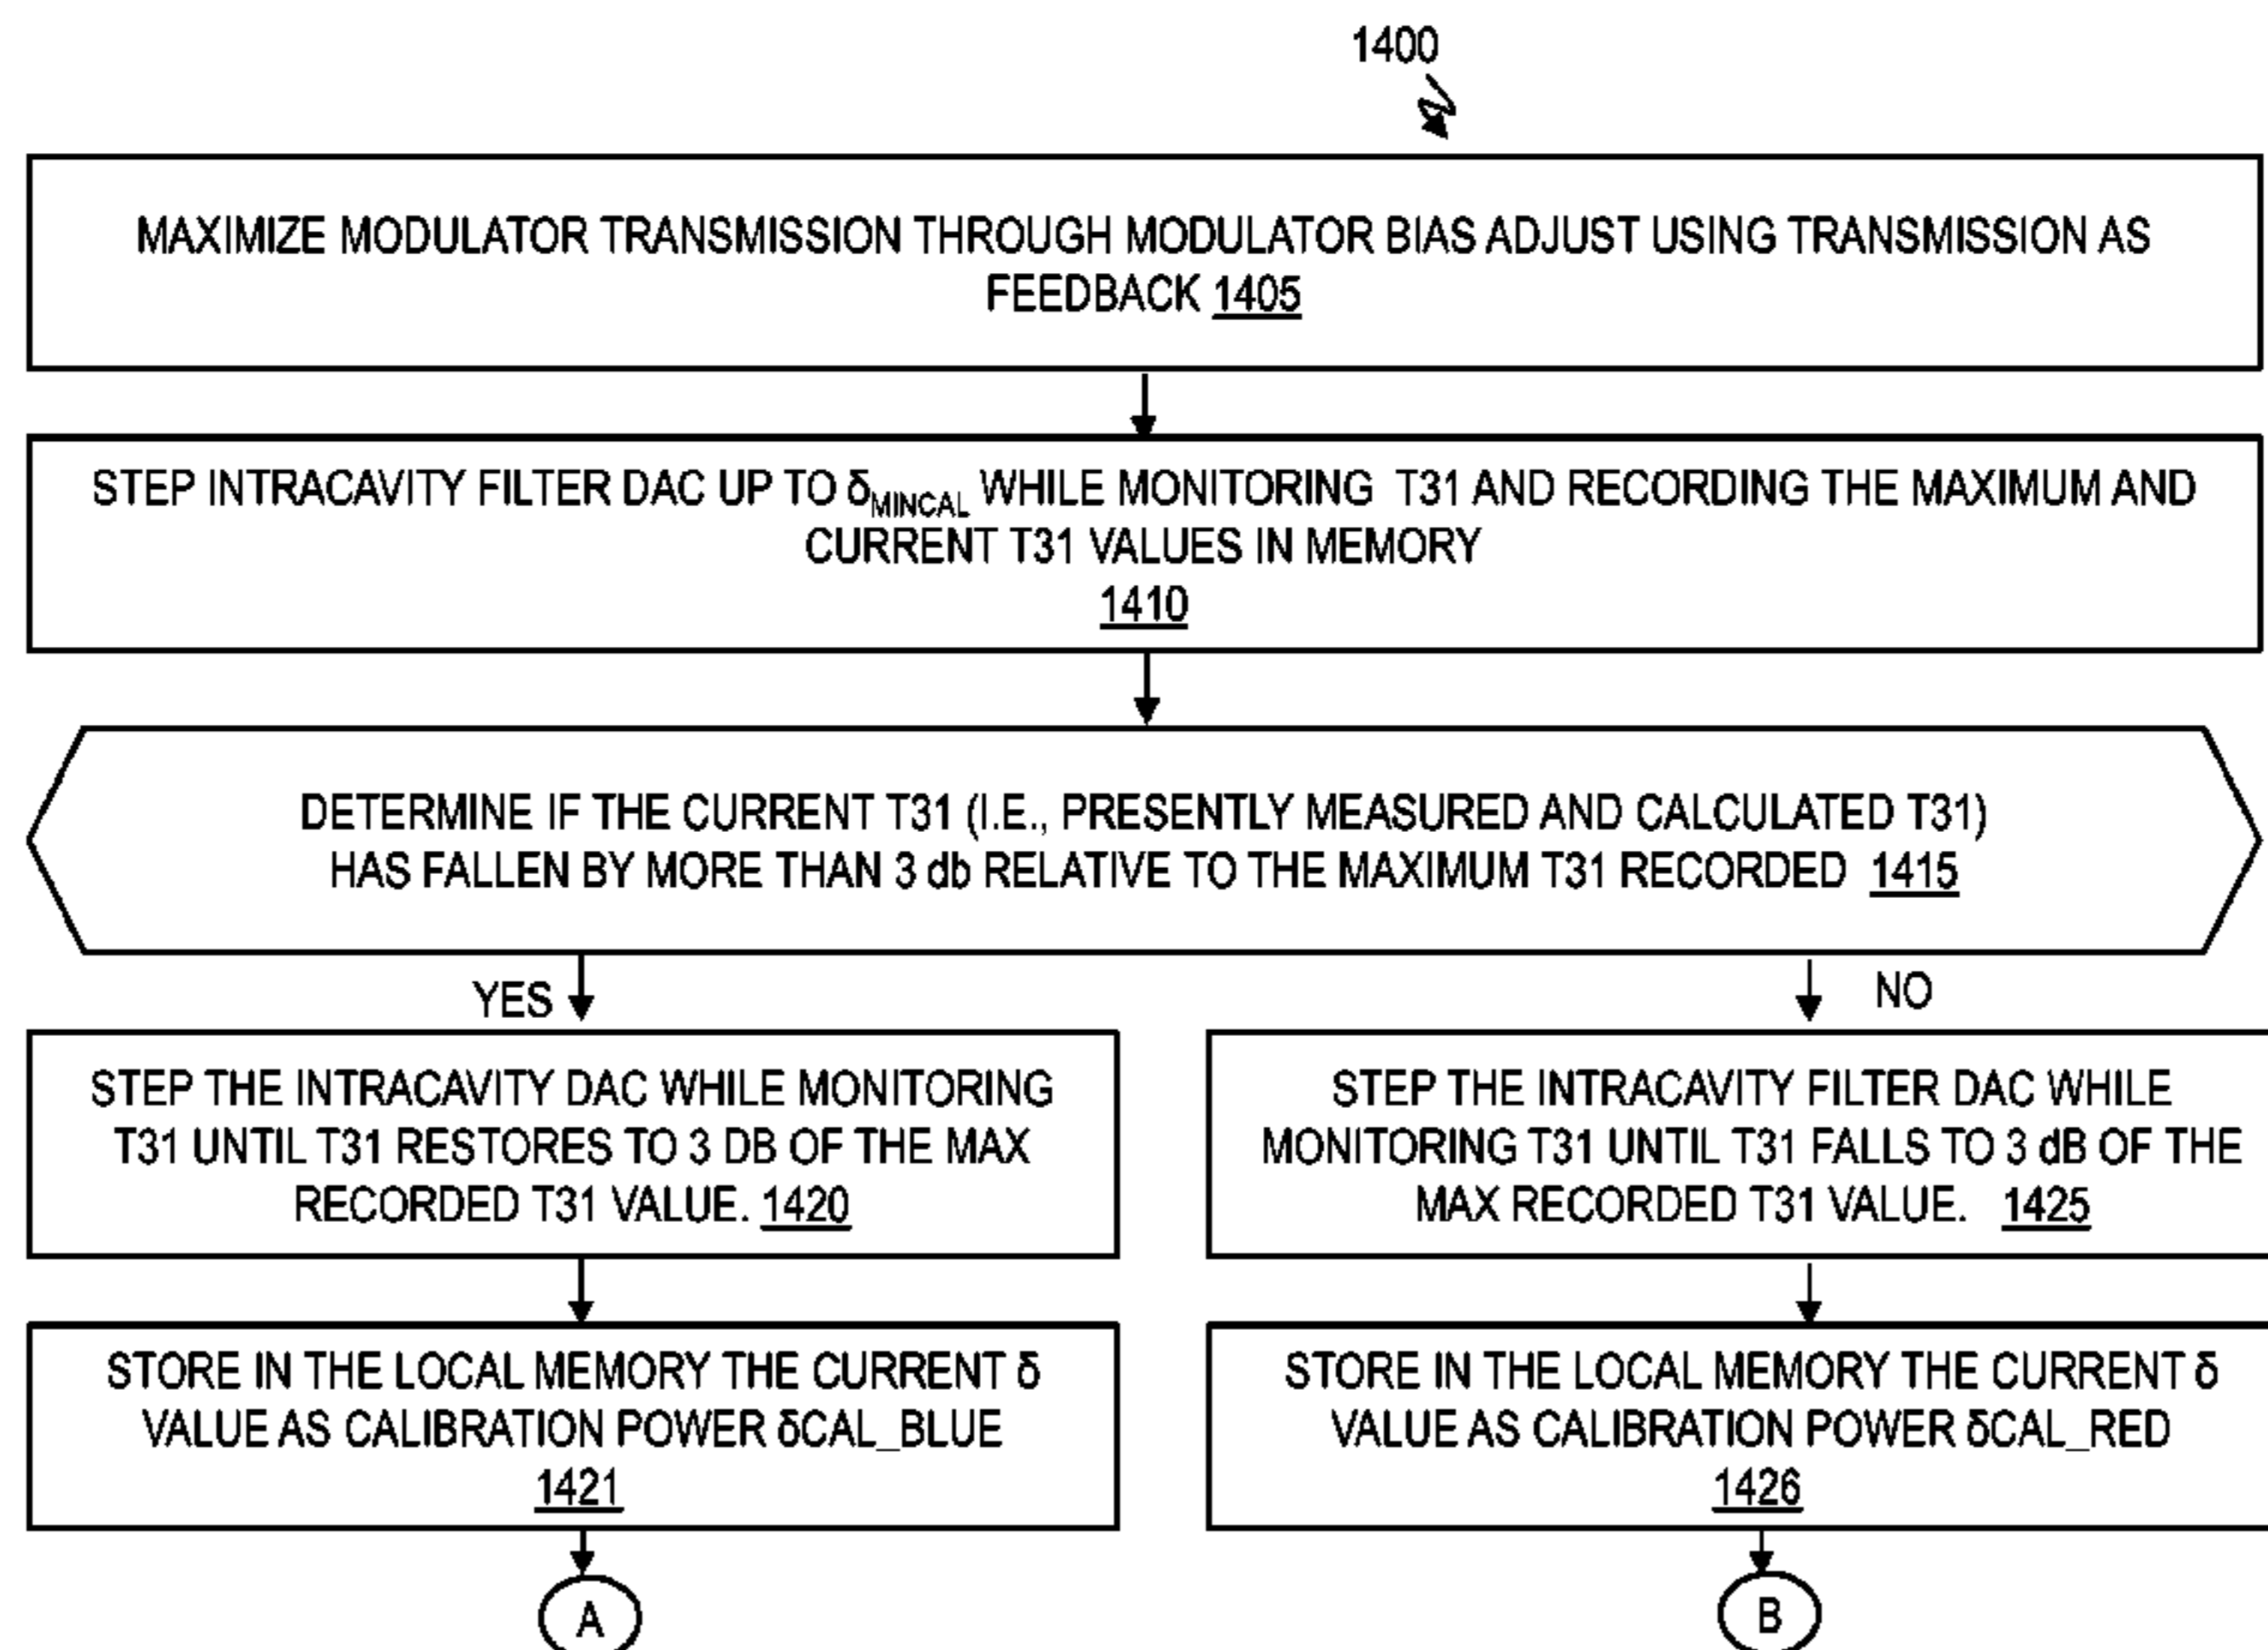 1400
MAXIMIZE MODULATOR TRANSMISSION THROUGH MODULATOR BIAS ADJUST USING TRANSMISSION AS
FEEDBACK 1405
STEP INTRACAVITY FILTER DAC UP TO δMINCAL WHILE MONITORING T31 AND RECORDING THE MAXIMUM AND
CURRENT T31 VALUES IN MEMORY
1410
DETERMINE IF THE CURRENT T31 (I.E., PRESENTLY MEASURED AND CALCULATED T31)
HAS FALLEN BY MORE THAN 3 db RELATIVE TO THE MAXIMUM T31 RECORDED 1415
YES
NO
STEP THE INTRACAVITY DAC WHILE MONITORING
T31 UNTIL T31 RESTORES TO 3 DB OF THE MAX
RECORDED T31 VALUE. 1420
STEP THE INTRACAVITY FILTER DAC WHILE
MONITORING T31 UNTIL T31 FALLS TO 3 dB OF THE
MAX RECORDED T31 VALUE. 1425
STORE IN THE LOCAL MEMORY THE CURRENT δ
VALUE AS CALIBRATION POWER δCAL_BLUE
1421
STORE IN THE LOCAL MEMORY THE CURRENT δ
VALUE AS CALIBRATION POWER δCAL_RED
1426
A
B